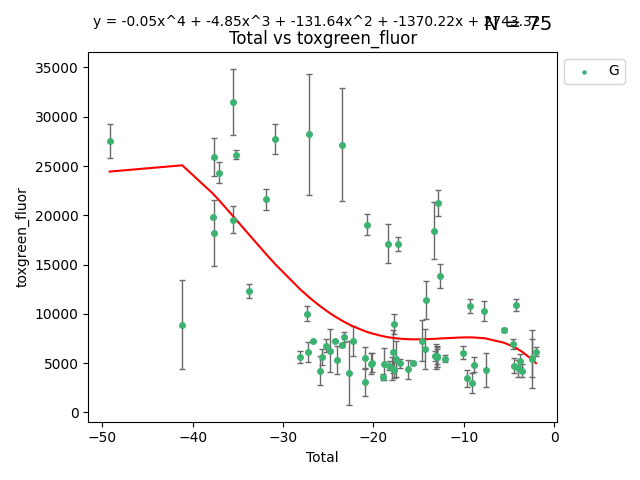 y = -0.05x^4 + -4.85x^3 + -131.64x^2 + -1370.22x +
N = 75
Total vs toxgreen_fluor
G
35000
30000
25000
20000
15000
10000
5000
0
toxgreen_fluor
−50 −40 −30 −20 −10 0
Total